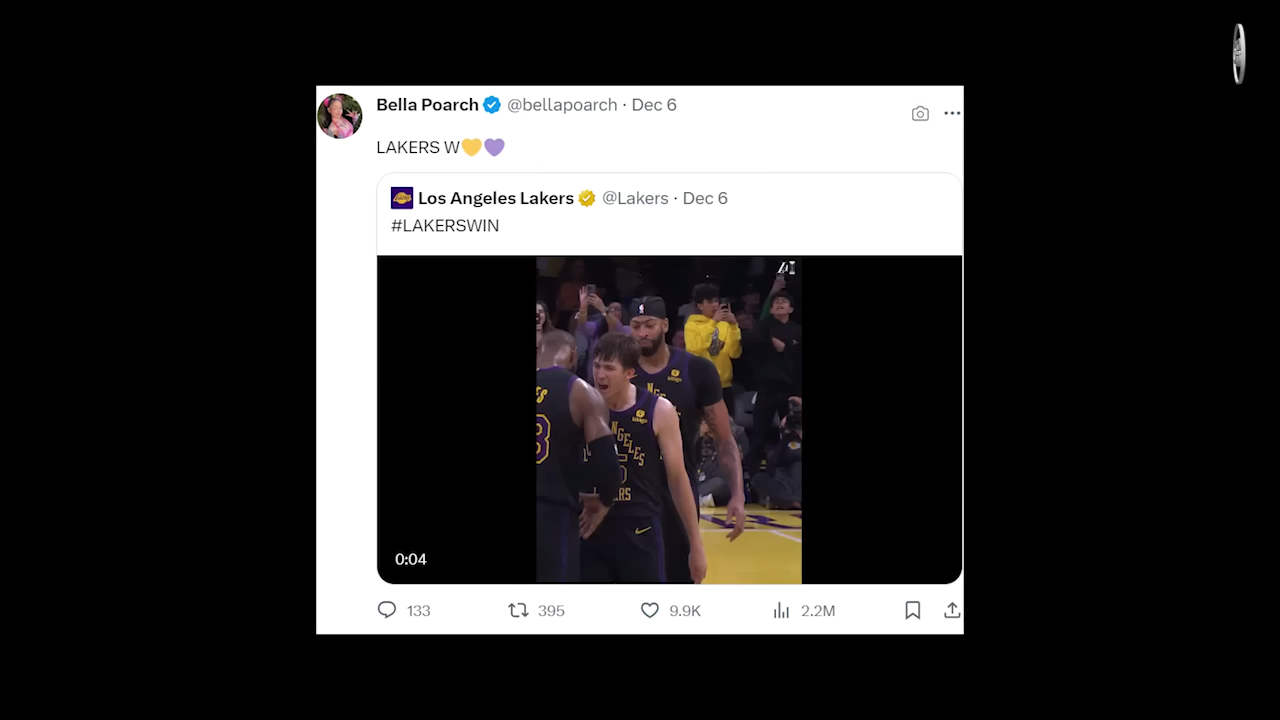 Bella Poarch @bellapoarch · Dec 6
LAKERS W💛💜
Los Angeles Lakers @Lakers · Dec 6
#LAKERSWIN
0:04
133 395 9.9K 2.2M